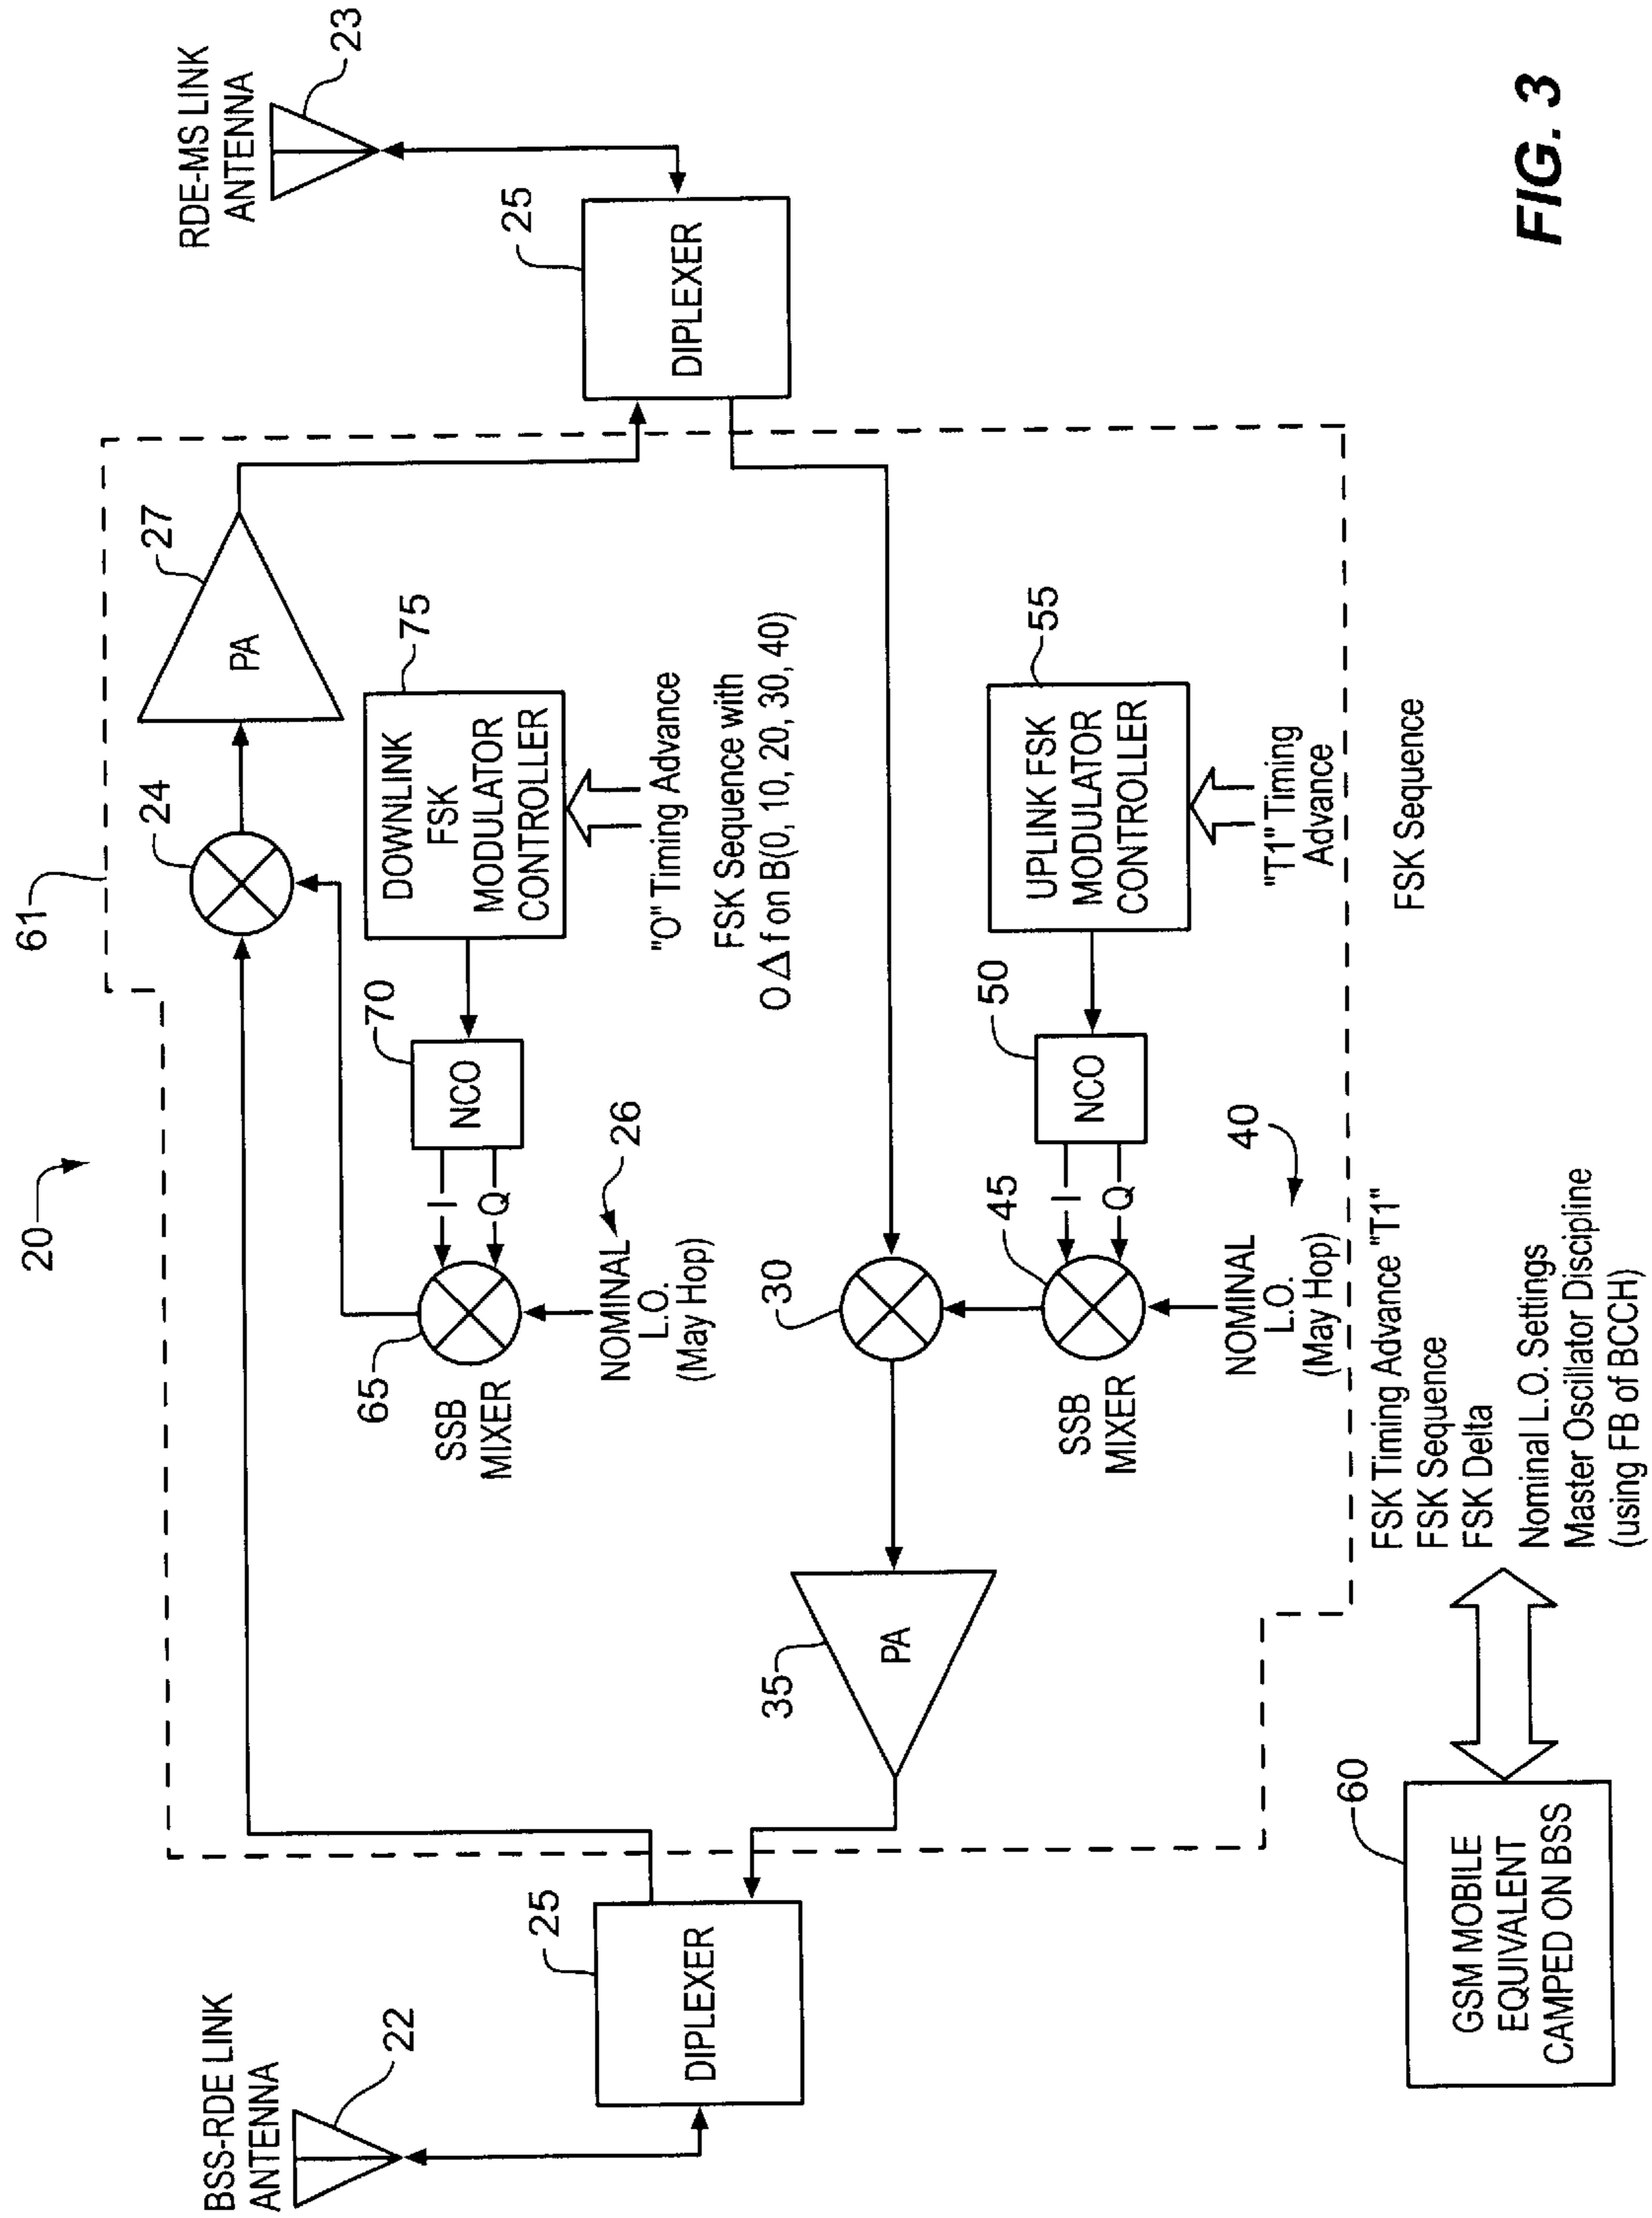 20
61
BSS-RDE LINK
ANTENNA
22
25
DIPLEXER
RDE-MS LINK
ANTENNA
23
25
DIPLEXER
24
27
PA
65
SSB
MIXER
I
Q
70
NCO
75
DOWNLINK
FSK
MODULATOR
CONTROLLER
NOMINAL
L.O.
(May Hop)
26
"O" Timing Advance
FSK Sequence with
O Δ f on B(0, 10, 20, 30, 40)
35
PA
30
45
SSB
MIXER
I
Q
50
NCO
55
UPLINK FSK
MODULATOR
CONTROLLER
NOMINAL
L.O.
(May Hop)
40
"T1" Timing
Advance
FSK Sequence
60
GSM MOBILE
EQUIVALENT
CAMPED ON BSS
FSK Timing Advance "T1"
FSK Sequence
FSK Delta
Nominal L.O. Settings
Master Oscillator Discipline
(using FB of BCCH)
FIG. 3